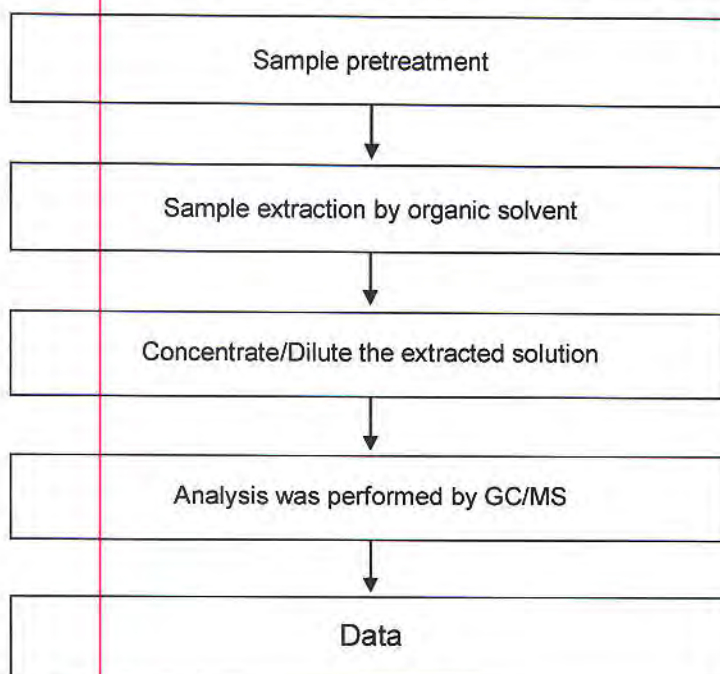 Sample pretreatment
Sample extraction by organic solvent
Concentrate/Dilute the extracted solution
Analysis was performed by GC/MS
Data